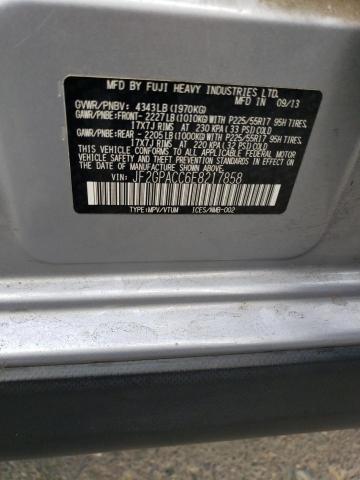 MFD BY FUJI HEAVY INDUSTRIES LTD.
IN 09/13
GVWR/PNBV: 4343LB (1970KG)
GAWR/PNBE:FRONT- 2227LB (1010KG) WITH P225/55R17 95H TIRES,
17X7J RIMS AT 230 KPA (33 PSI) COLD
GAWR/PNBE:REAR - 2205LB (1000KG) WITH P225/55R17 95H TIRES,
17X7J RIMS AT 220 KPA (32 PSI) COLD
THIS VEHICLE CONFORMS TO ALL APPLICABLE FEDERAL MOTOR
VEHICLE SAFETY STANDARDS IN EFFECT ON THE DATE OF
MANUFACTURE SHOWN ABOVE.
VIN: JF2GPACC6E8217858
TYPE:MPV/VTUM ICES/NMB-002